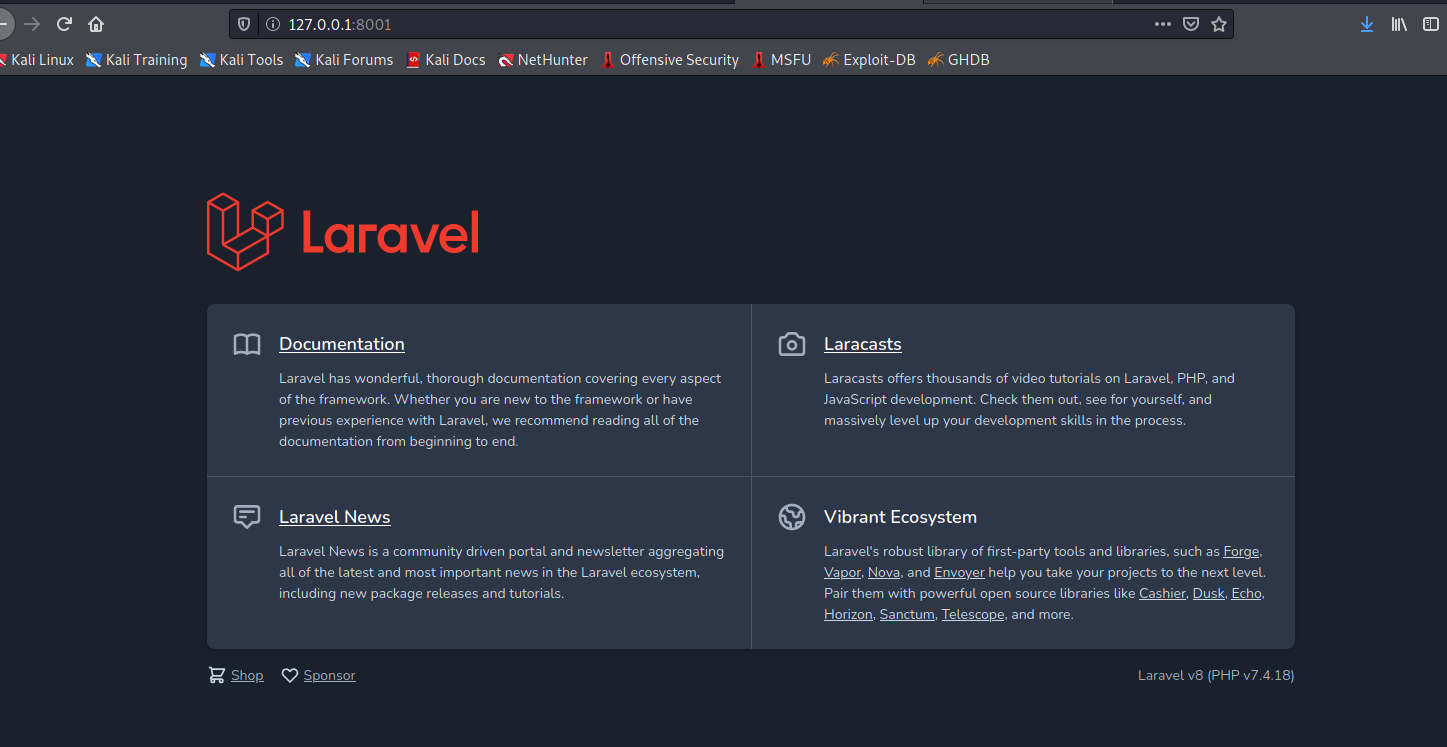 127.0.0.1:8001
Kali Linux Kali Training Kali Tools Kali Forums Kali Docs NetHunter Offensive Security MSFU Exploit-DB GHDB
Laravel
Documentation
Laravel has wonderful, thorough documentation covering every aspect
of the framework. Whether you are new to the framework or have
previous experience with Laravel, we recommend reading all of the
documentation from beginning to end.
Laracasts
Laracasts offers thousands of video tutorials on Laravel, PHP, and
JavaScript development. Check them out, see for yourself, and
massively level up your development skills in the process.
Laravel News
Laravel News is a community driven portal and newsletter aggregating
all of the latest and most important news in the Laravel ecosystem,
including new package releases and tutorials.
Vibrant Ecosystem
Laravel's robust library of first-party tools and libraries, such as Forge,
Vapor, Nova, and Envoyer help you take your projects to the next level.
Pair them with powerful open source libraries like Cashier, Dusk, Echo,
Horizon, Sanctum, Telescope, and more.
Shop Sponsor
Laravel v8 (PHP v7.4.18)